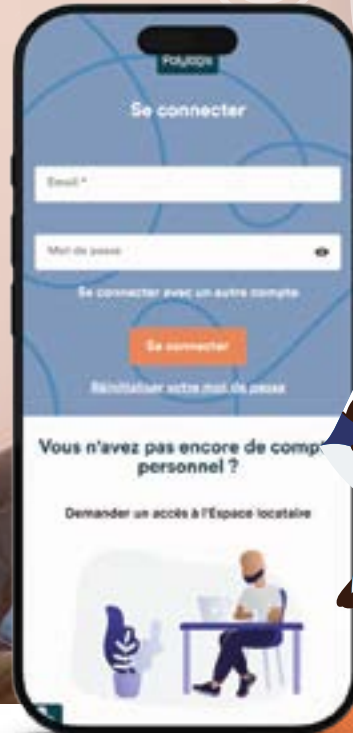 Polylogis
Se connecter
Email *
Mot de passe
Se connecter avec un autre compte
Se connecter
Réinitialiser votre mot de passe
Vous n'avez pas encore de comp
personnel ?
Demander un accès à l'Espace locataire